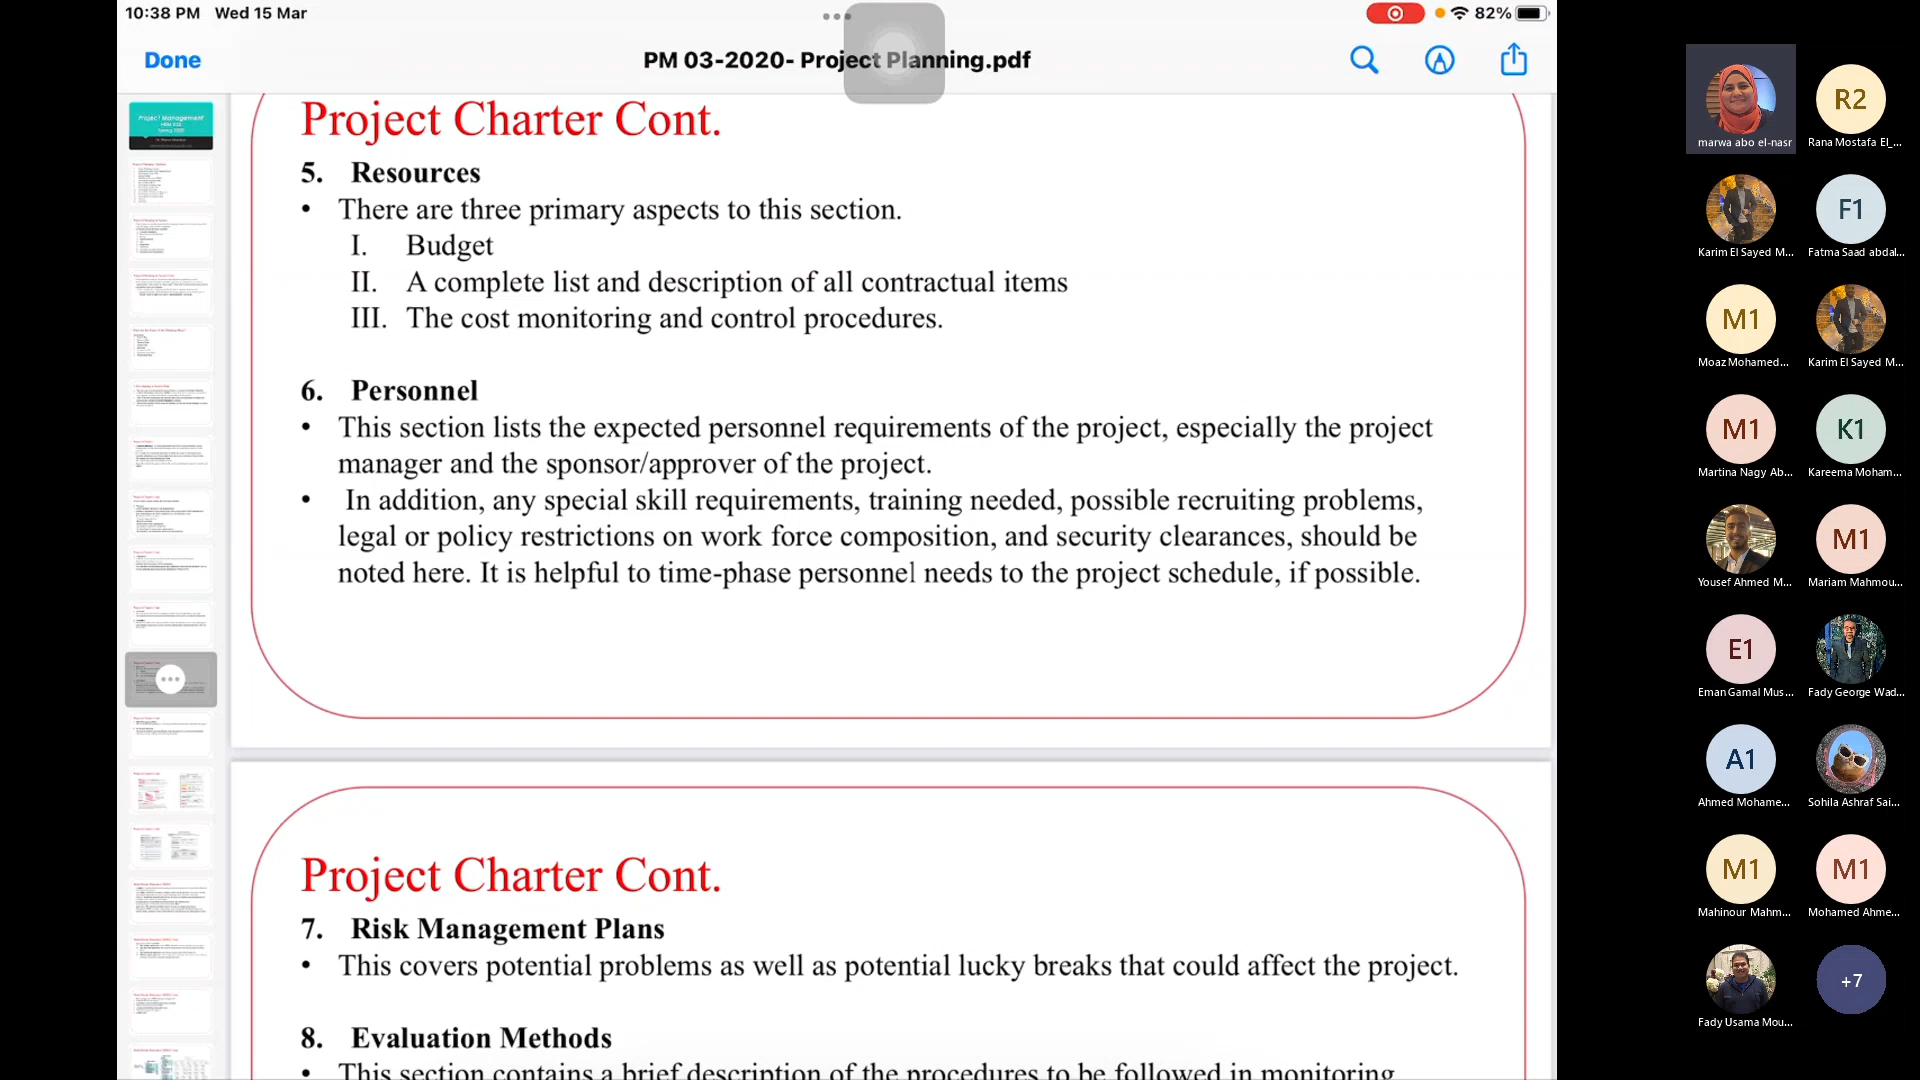 10:38 PM Wed 15 Mar
82%
Done
PM 03-2020- Project Planning.pdf
Project Management
Project Charter Cont.
5. Resources
• There are three primary aspects to this section.
I. Budget
II. A complete list and description of all contractual items
III. The cost monitoring and control procedures.
6. Personnel
• This section lists the expected personnel requirements of the project, especially the project
manager and the sponsor/approver of the project.
• In addition, any special skill requirements, training needed, possible recruiting problems,
legal or policy restrictions on work force composition, and security clearances, should be
noted here. It is helpful to time-phase personnel needs to the project schedule, if possible.
Project Charter Cont.
7. Risk Management Plans
• This covers potential problems as well as potential lucky breaks that could affect the project.
8. Evaluation Methods
• This section contains a brief description of the procedures to be followed in monitoring
R2
marwa abo el-nasr
Rana Mostafa El_...
F1
Karim El Sayed M...
Fatma Saad abdal...
M1
Moaz Mohamed...
Karim El Sayed M...
M1
K1
Martina Nagy Ab...
Kareema Moham...
M1
Yousef Ahmed M...
Mariam Mahmou...
E1
Eman Gamal Mus...
Fady George Wad...
A1
Ahmed Mohame...
Sohila Ashraf Sai...
M1
M1
Mahinour Mahm...
Mohamed Ahme...
+7
Fady Usama Mou...